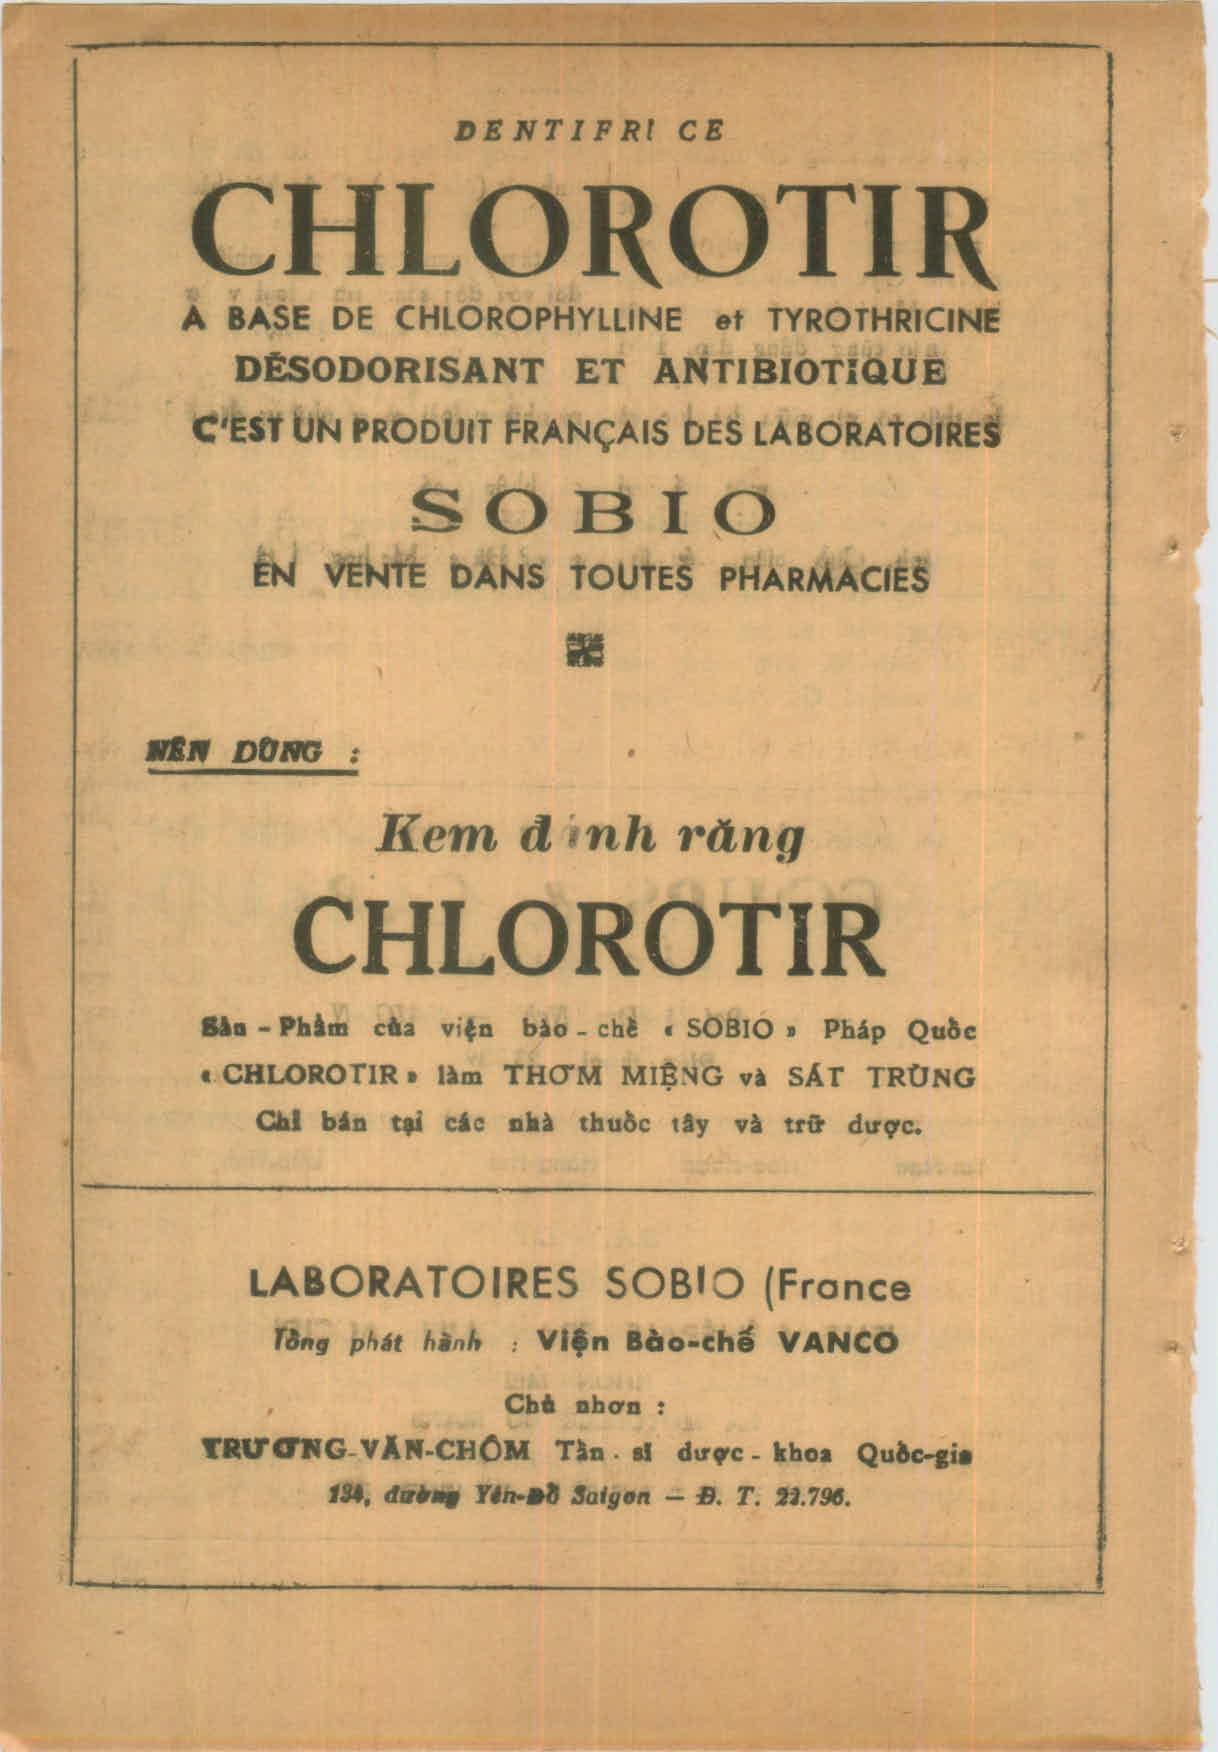 DENTIFRICE
CHLOROTIR
A BASE DE CHLOROPHYLLINE et TYROTHRICINE
DÉSODORISANT ET ANTIBIOTIQUE
C'EST UN PRODUIT FRANÇAIS DES LABORATOIRES
SOBIO
EN VENTE DANS TOUTES PHARMACIES
NÊN DÙNG :
Kem đánh răng
CHLOROTIR
Sản - Phẩm của viện bào - chế « SOBIO » Pháp Quốc
« CHLOROTIR » làm THƠM MIỆNG và SÁT TRÙNG
Chỉ bán tại các nhà thuốc tây và trữ dược.
LABORATOIRES SOBIO (France
Tổng phát hành : Viện Bào-chế VANCO
Chủ nhơn :
TRƯƠNG-VĂN-CHÔM Tấn - sĩ dược - khoa Quốc-gia
134, đường Yên-Đổ Saigon — Đ. T. 22.796.